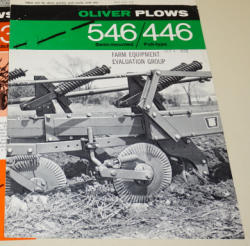 OLIVER PLOWS
546/446
Semi-mounted / Pull-type
FARM EQUIPMENT
EVALUATION GROUP